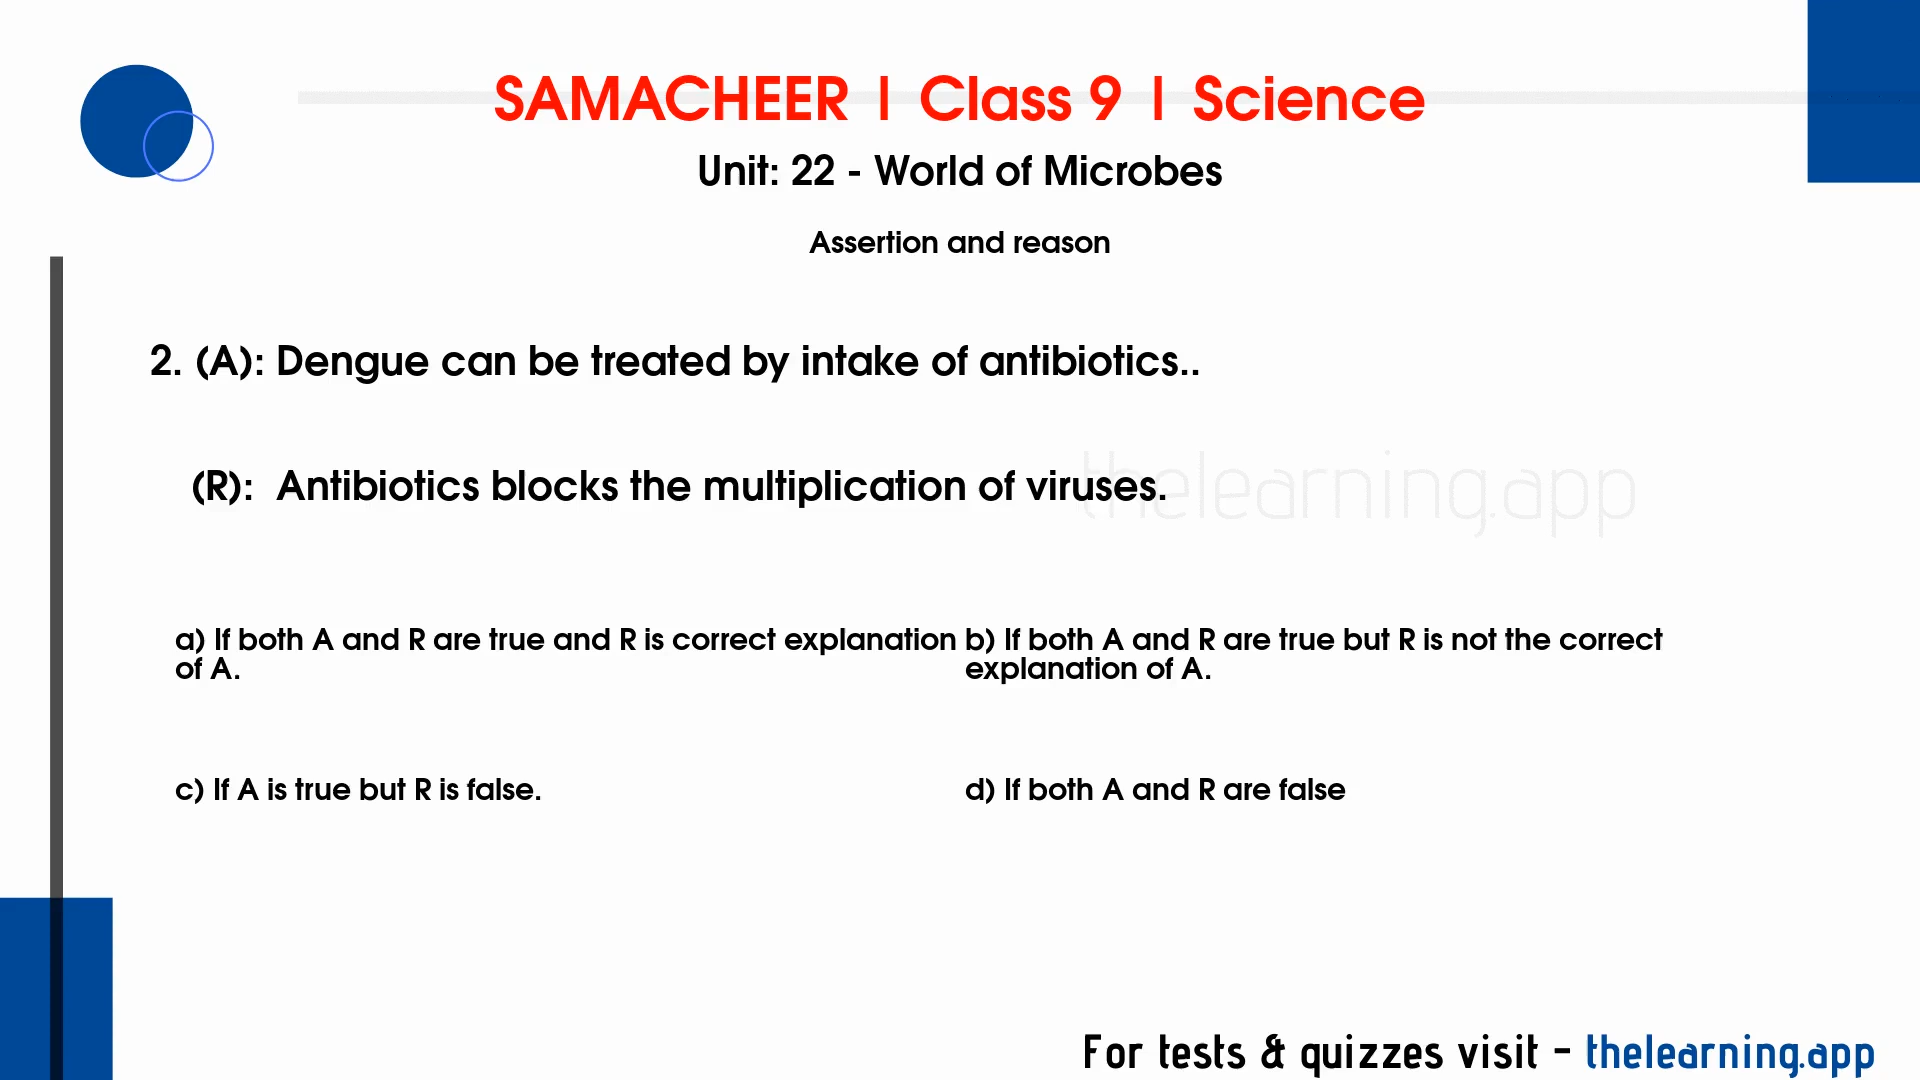 SAMACHEER | Class 9 | Science
Unit: 22 - World of Microbes
Assertion and reason
2. (A): Dengue can be treated by intake of antibiotics..
(R): Antibiotics blocks the multiplication of viruses.
thelearning.app
a) If both A and R are true and R is correct explanation
of A.
b) If both A and R are true but R is not the correct
explanation of A.
c) If A is true but R is false.
d) If both A and R are false
For tests & quizzes visit - thelearning.app